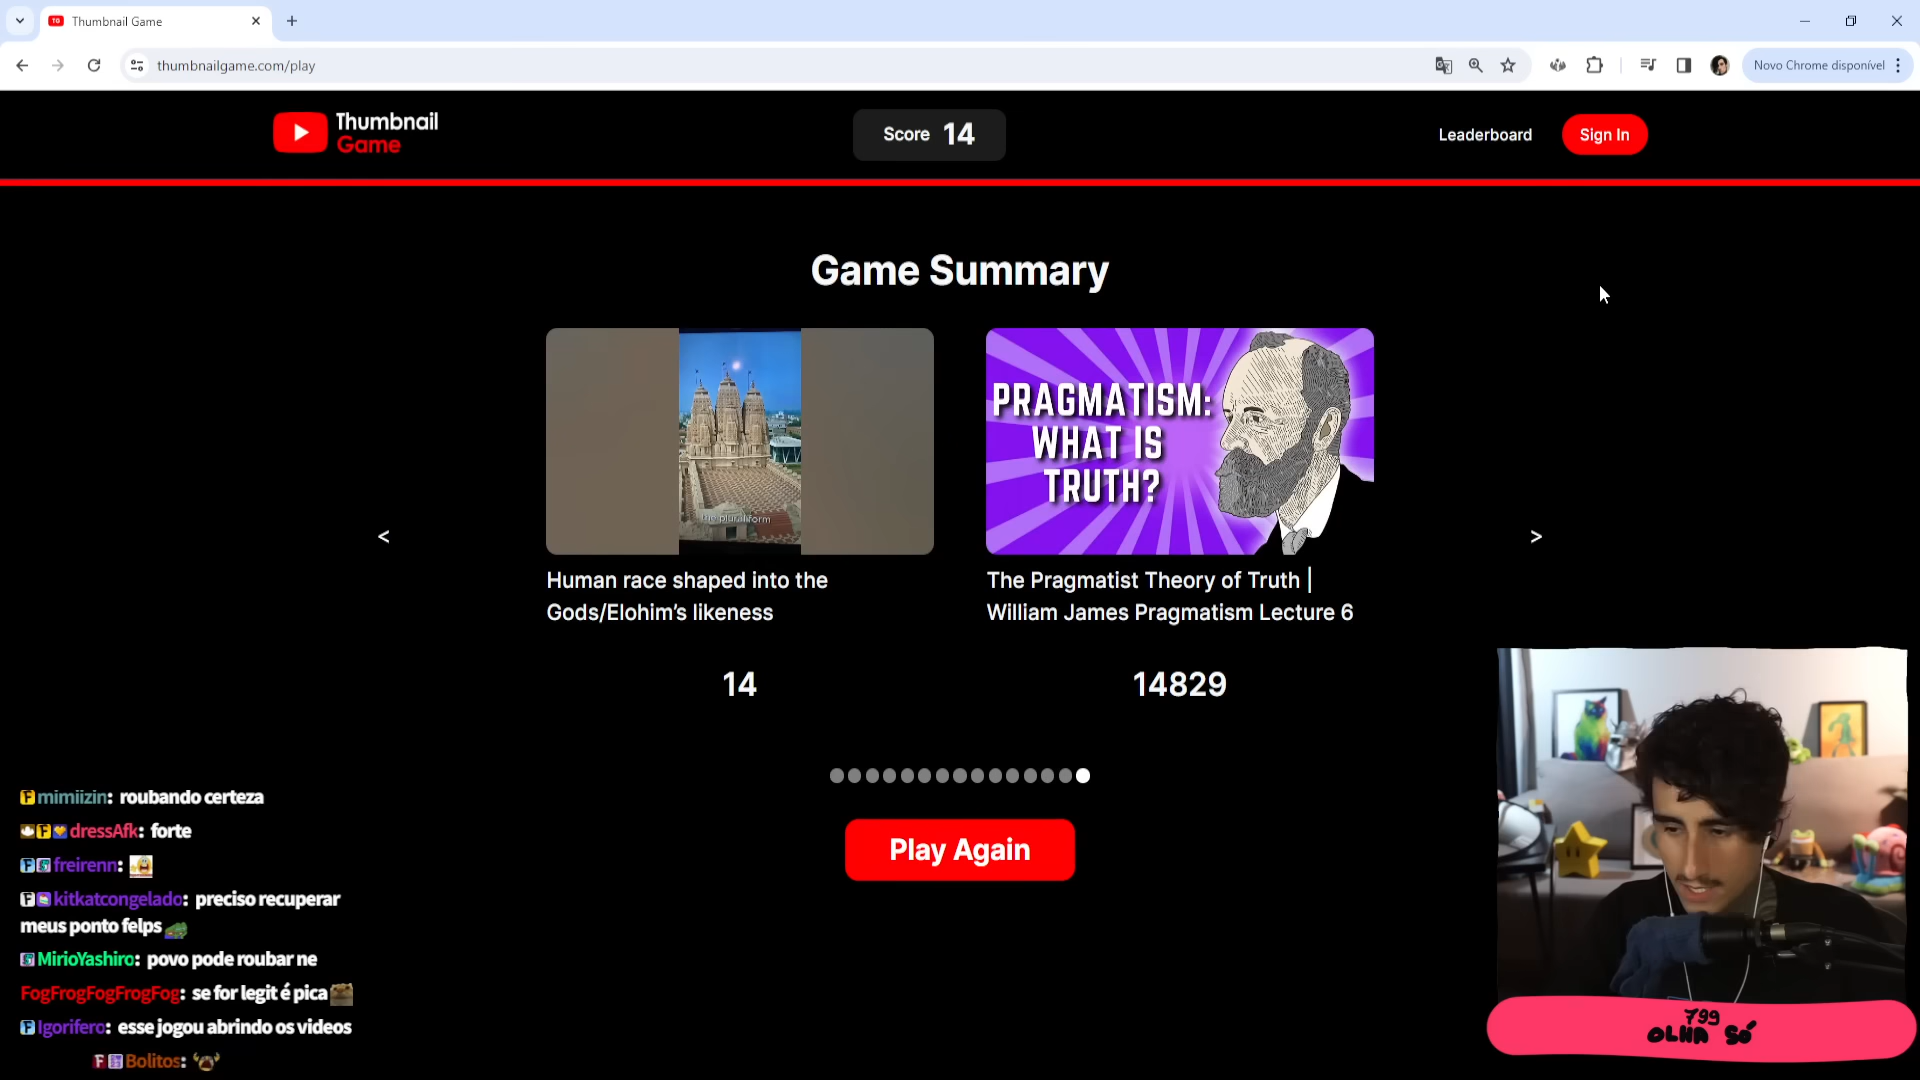 Thumbnail Game
thumbnailgame.com/play
Novo Chrome disponível
Thumbnail
Game
Score 14
Leaderboard
Sign In
Game Summary
the plural form
PRAGMATISM:
WHAT IS
TRUTH?
Human race shaped into the
Gods/Elohim’s likeness
The Pragmatist Theory of Truth |
William James Pragmatism Lecture 6
<
>
14
14829
Play Again
mimiizin: roubando certeza
dressAfk: forte
freirenn:
kitkatcongelado: preciso recuperar
meus ponto felps
MirioYashiro: povo pode roubar ne
FogFrogFogFrogFog: se for legit é pica
Igorifero: esse jogou abrindo os videos
Bolitos:
799
OLHA SÓ